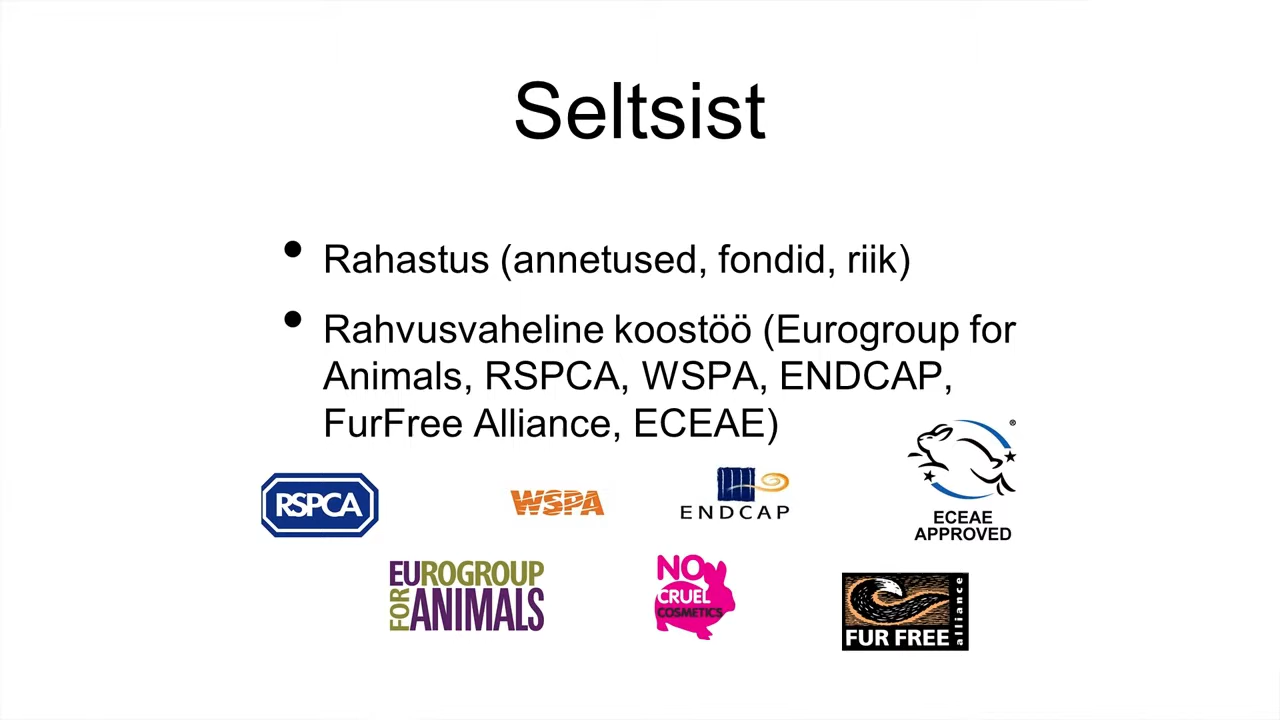 Seltsist
• Rahastus (annetused, fondid, riik)
• Rahvusvaheline koostöö (Eurogroup for
Animals, RSPCA, WSPA, ENDCAP,
FurFree Alliance, ECEAE)
RSPCA
WSPA
ENDCAP
®
ECEAE
APPROVED
EUROGROUP
FOR
ANIMALS
NO
CRUEL
COSMETICS
FUR FREE
alliance